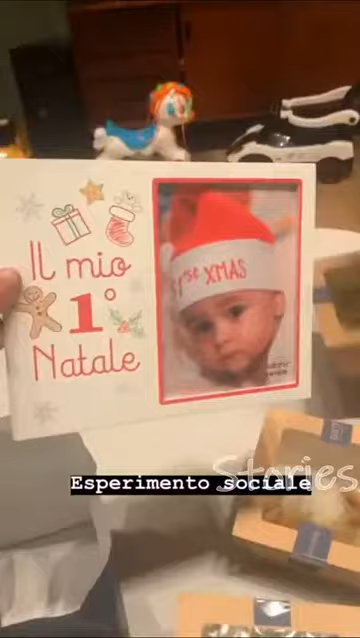 Il mio
1°
Natale
1st XMAS
Esperimento sociale
Stories